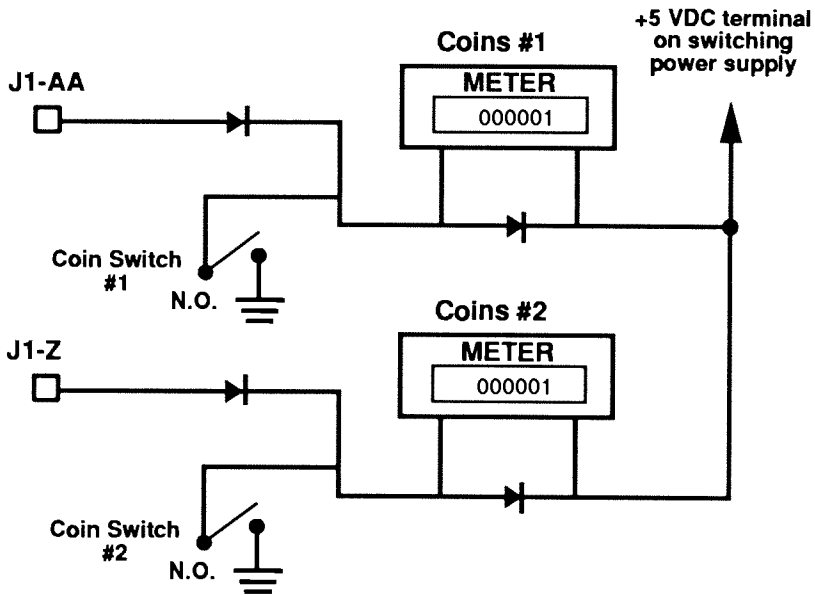 +5 VDC terminal
on switching
power supply
Coins #1
METER
000001
J1-AA
Coin Switch
#1
N.O.
Coins #2
METER
000001
J1-Z
Coin Switch
#2
N.O.